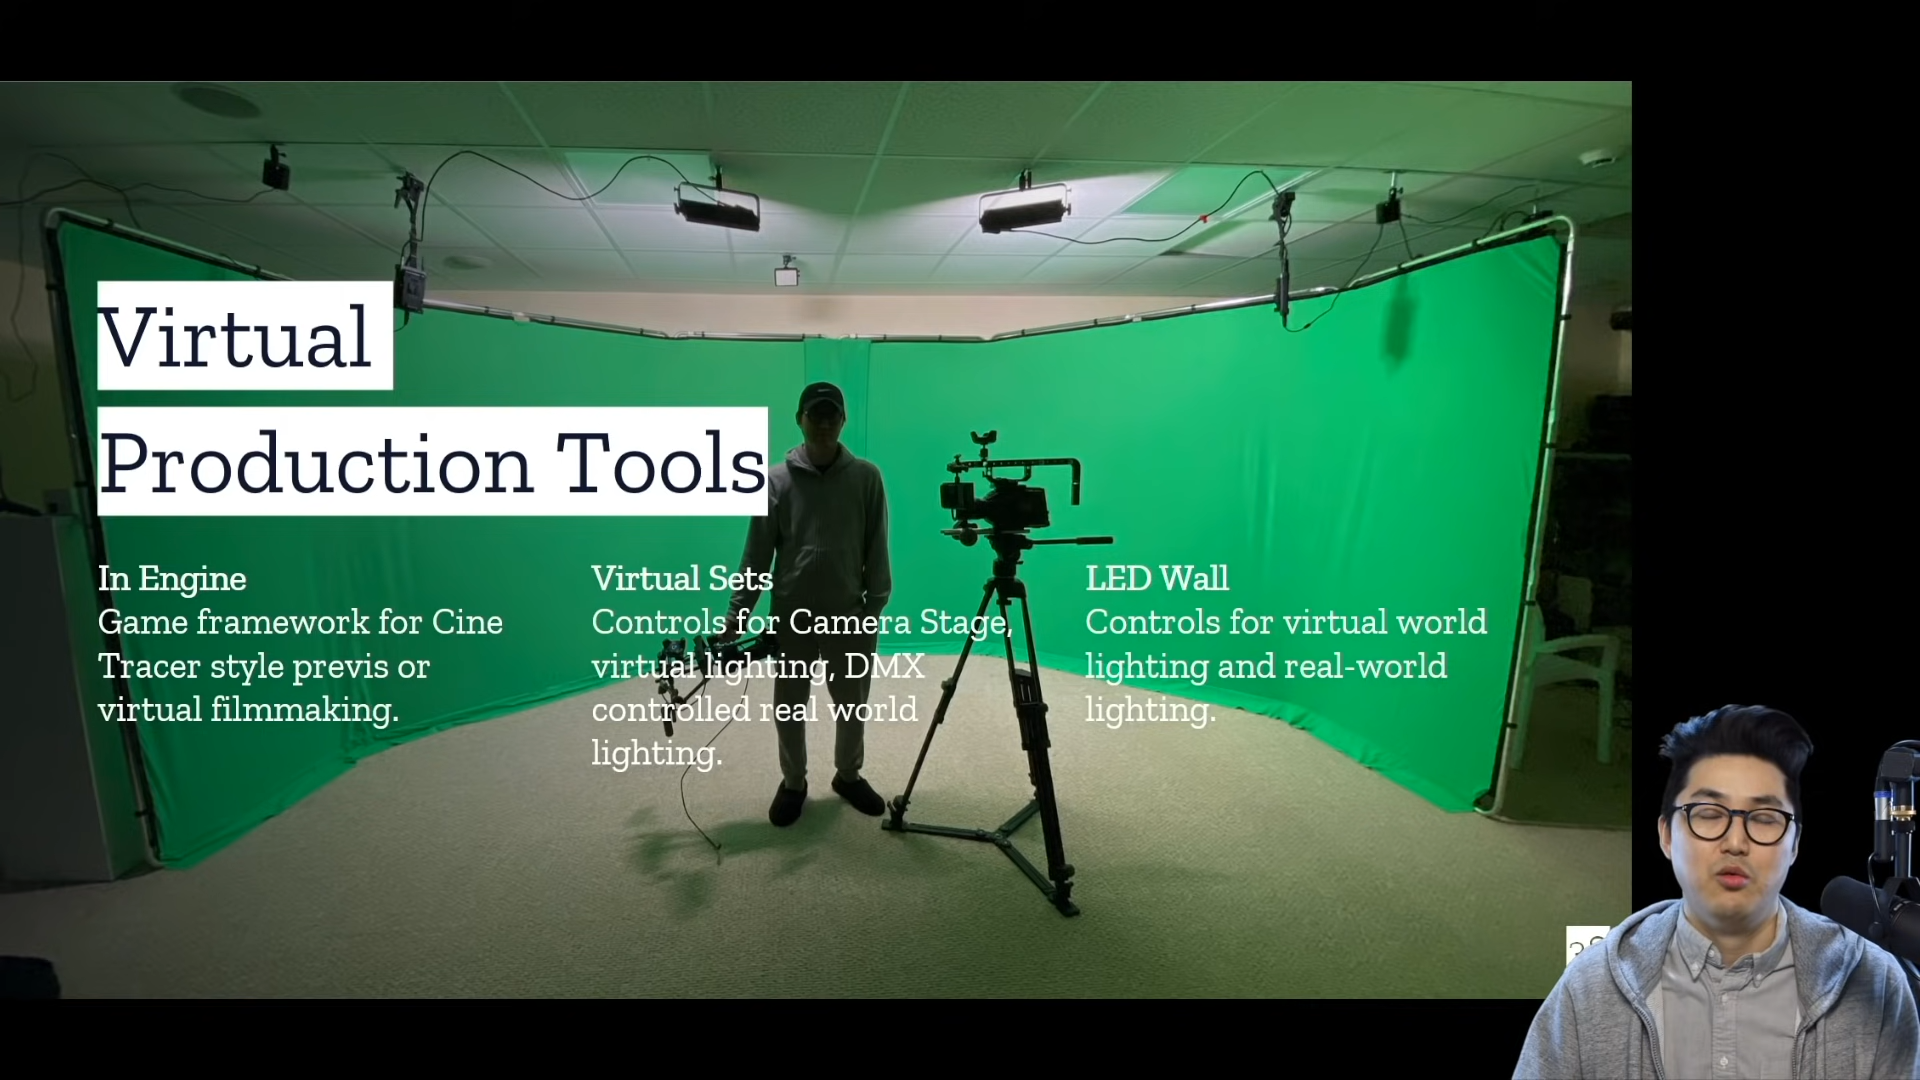 Virtual
Production Tools
In Engine
Game framework for Cine
Tracer style previs or
virtual filmmaking.
Virtual Sets
Controls for Camera Stage,
virtual lighting, DMX
controlled real world
lighting.
LED Wall
Controls for virtual world
lighting and real-world
lighting.